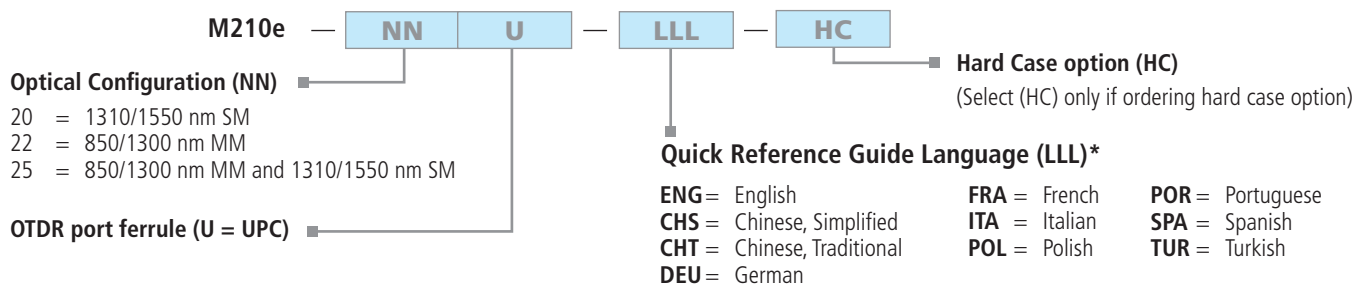 M210e — NN U — LLL — HC
Optical Configuration (NN)
20 = 1310/1550 nm SM
22 = 850/1300 nm MM
25 = 850/1300 nm MM and 1310/1550 nm SM
OTDR port ferrule (U = UPC)
Hard Case option (HC)
(Select (HC) only if ordering hard case option)
Quick Reference Guide Language (LLL)*
ENG = English
CHS = Chinese, Simplified
CHT = Chinese, Traditional
DEU = German
FRA = French
ITA = Italian
POL = Polish
POR = Portuguese
SPA = Spanish
TUR = Turkish